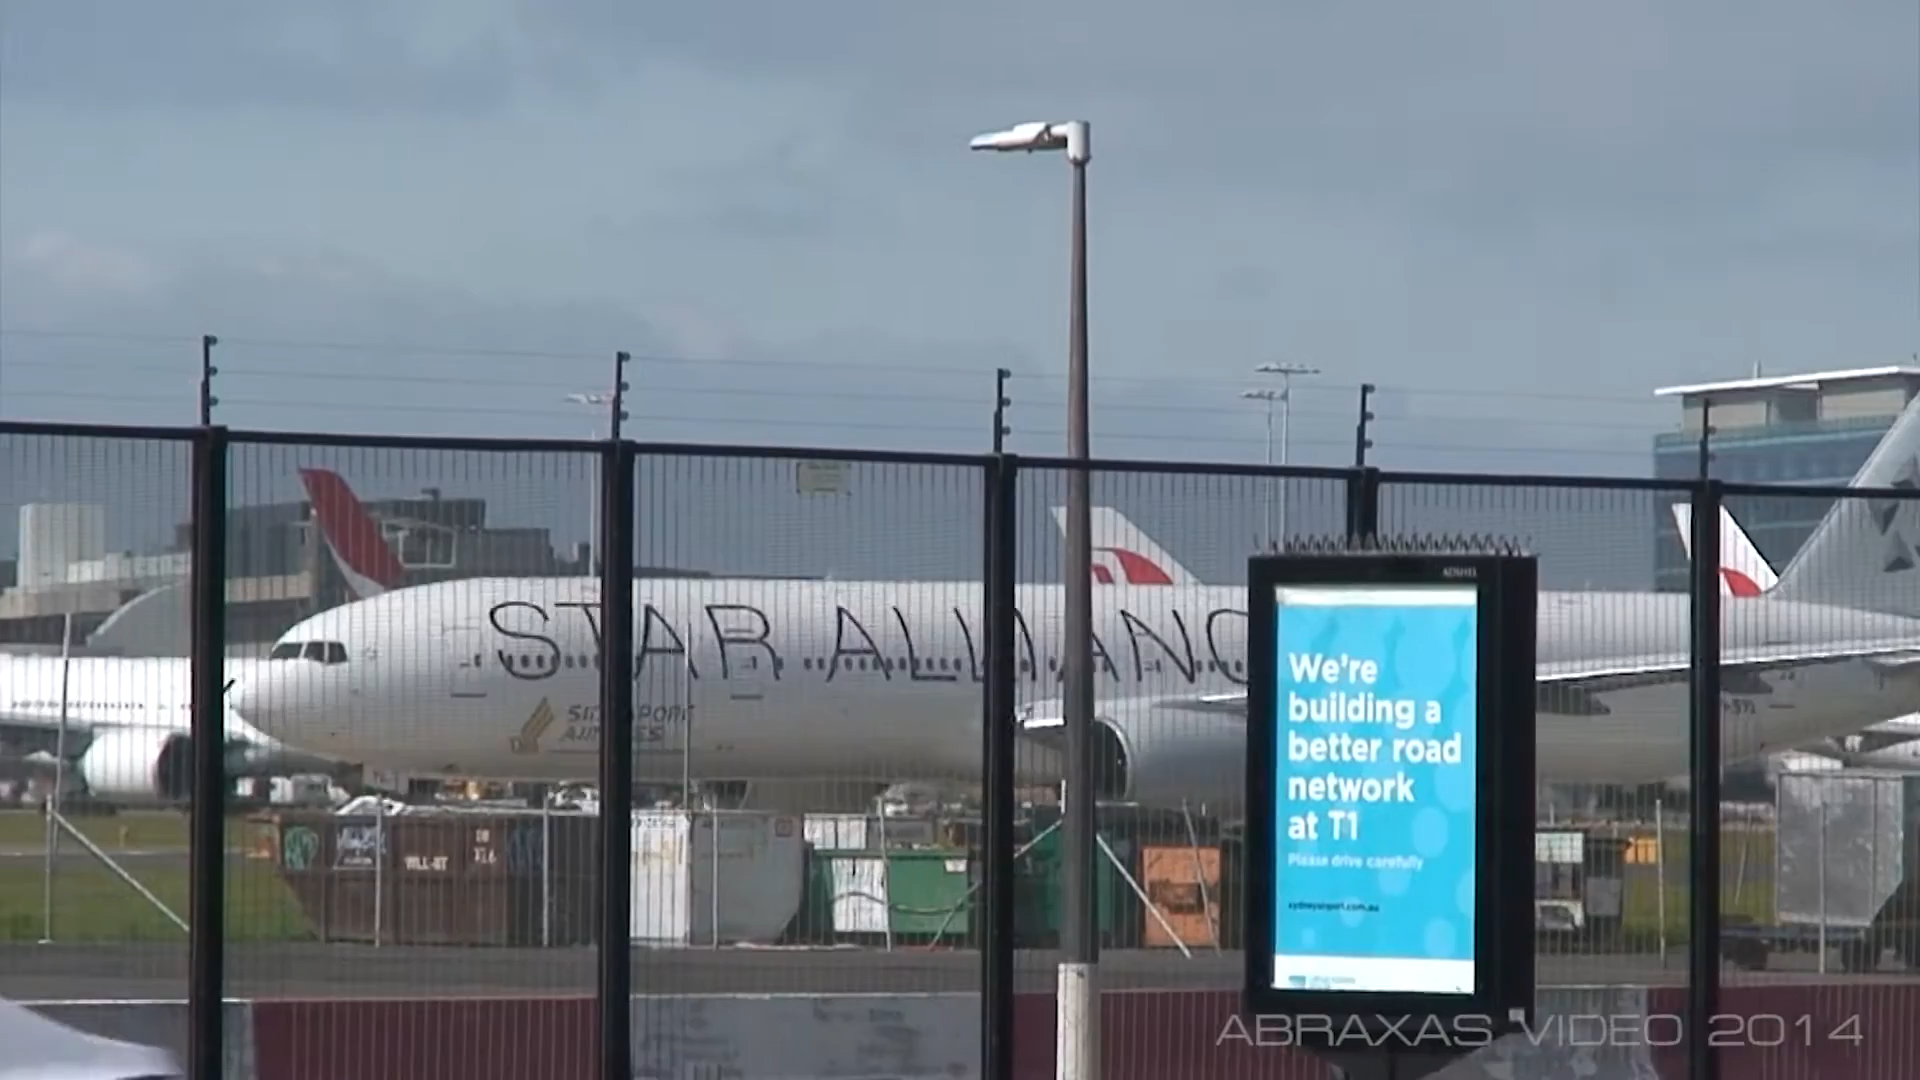 STAR ALLIANC
SINGAPORE
AIRLINES
We're
building a
better road
network
at T1
Please drive carefully
sydneyairport.com.au
ABRAXAS VIDEO 2014